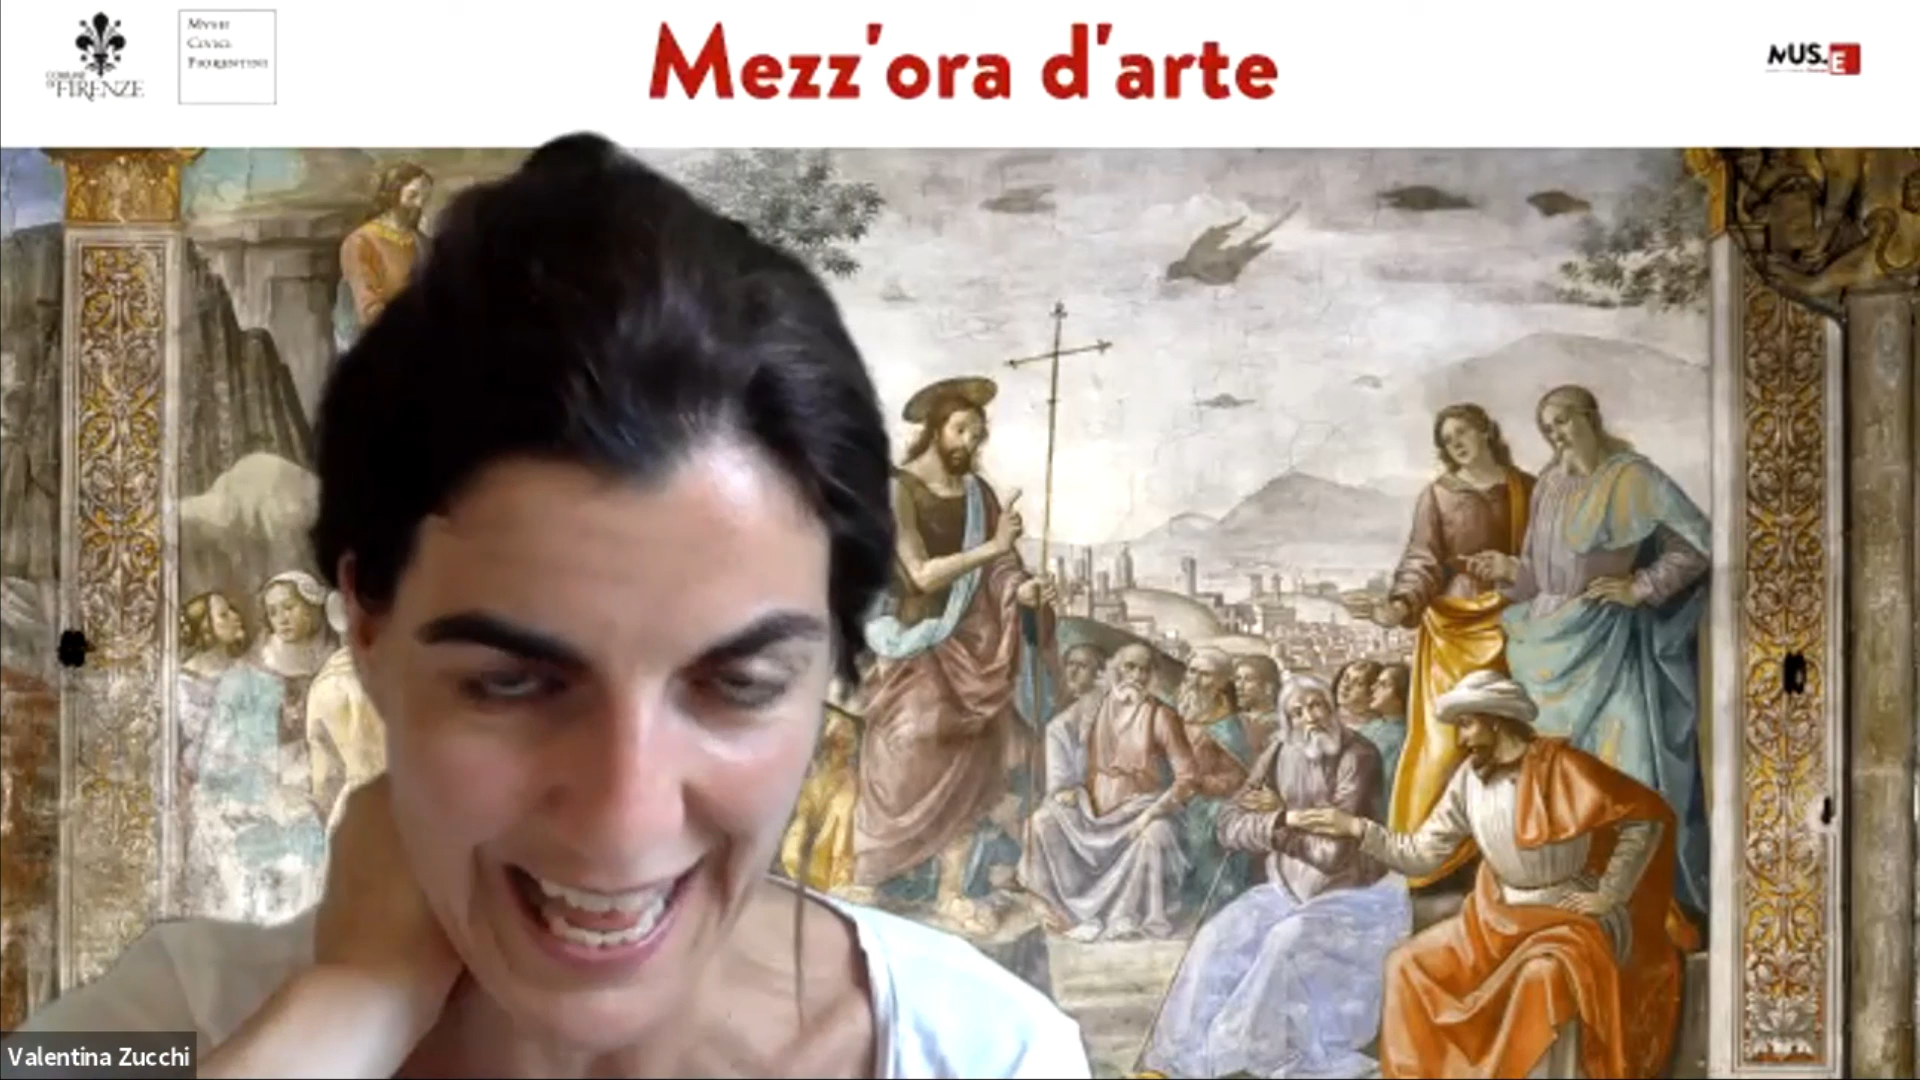 COMUNE
DI FIRENZE
MUSEI
CIVICI
FIORENTINI
Mezz'ora d'arte
MUS.E
Valentina Zucchi